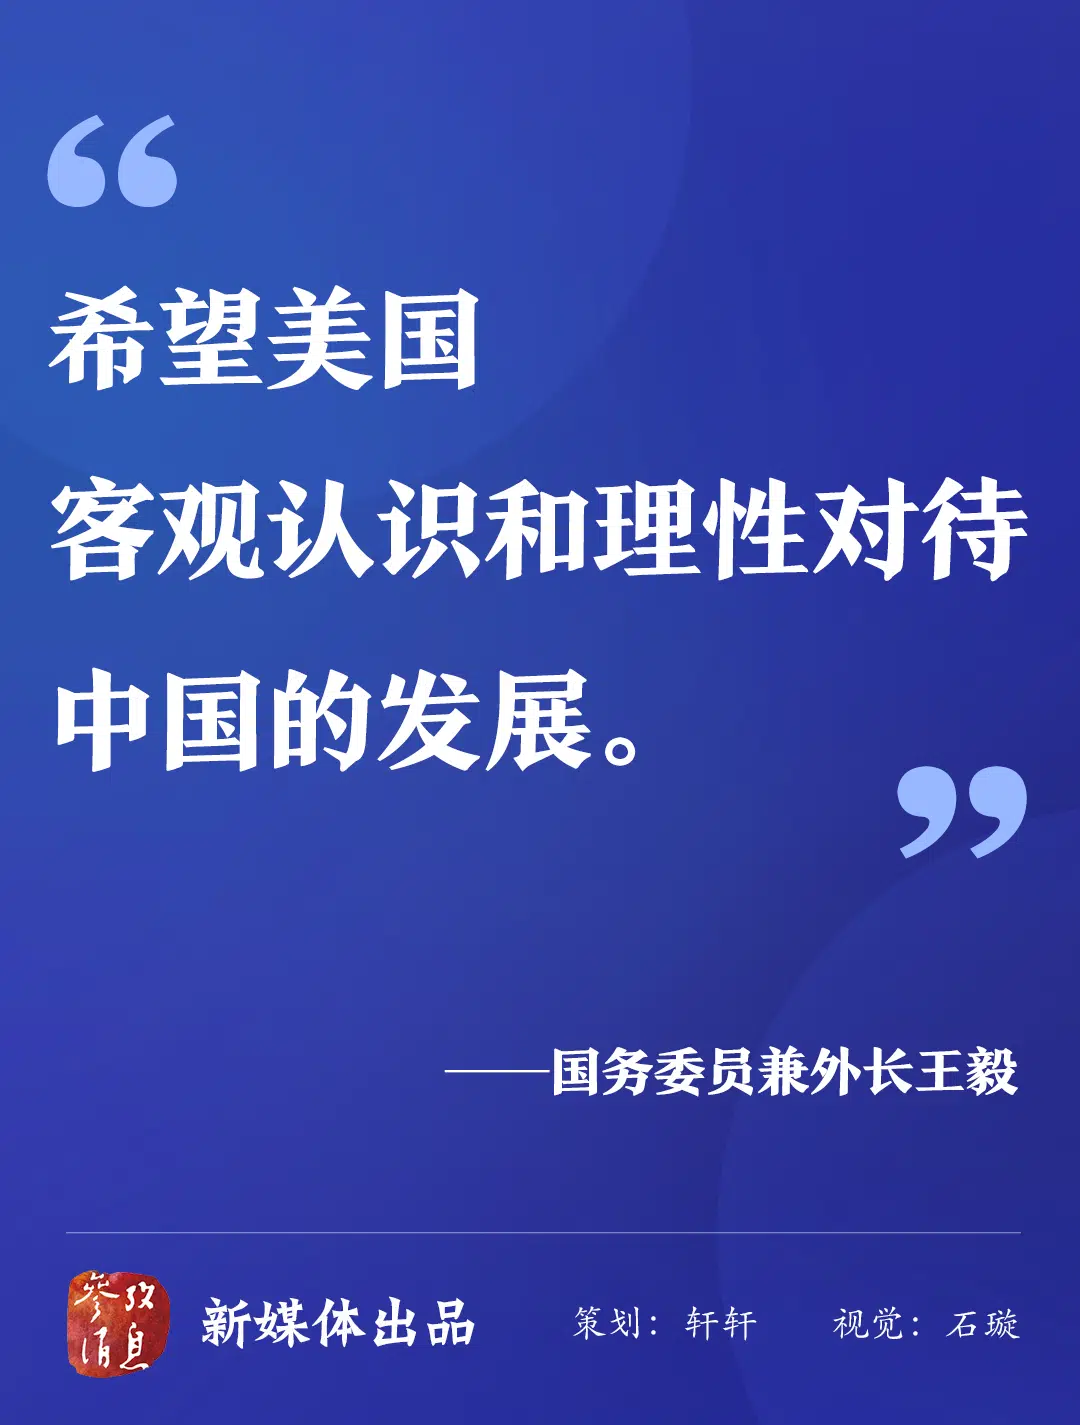 “
希望美国
客观认识和理性对待
中国的发展。
”
——国务委员兼外长王毅
参考消息
新媒体出品 策划：轩轩 视觉：石璇